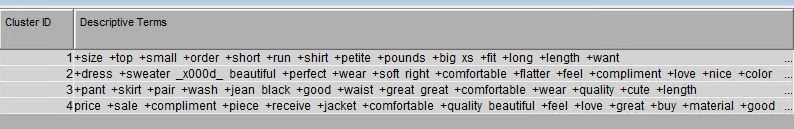 Cluster ID Descriptive Terms
1 +size +top +small +order +short +run +shirt +petite +pounds +big xs +fit +long +length +want ...
2 +dress +sweater _x000d_ beautiful +perfect +wear +soft right +comfortable +flatter +feel +compliment +love +nice +color ...
3 +pant +skirt +pair +wash +jean black +good +waist +great great +comfortable +wear +quality +cute +length ...
4 price +sale +compliment +piece +receive +jacket +comfortable +quality beautiful +feel +love +great +buy +material +good ...